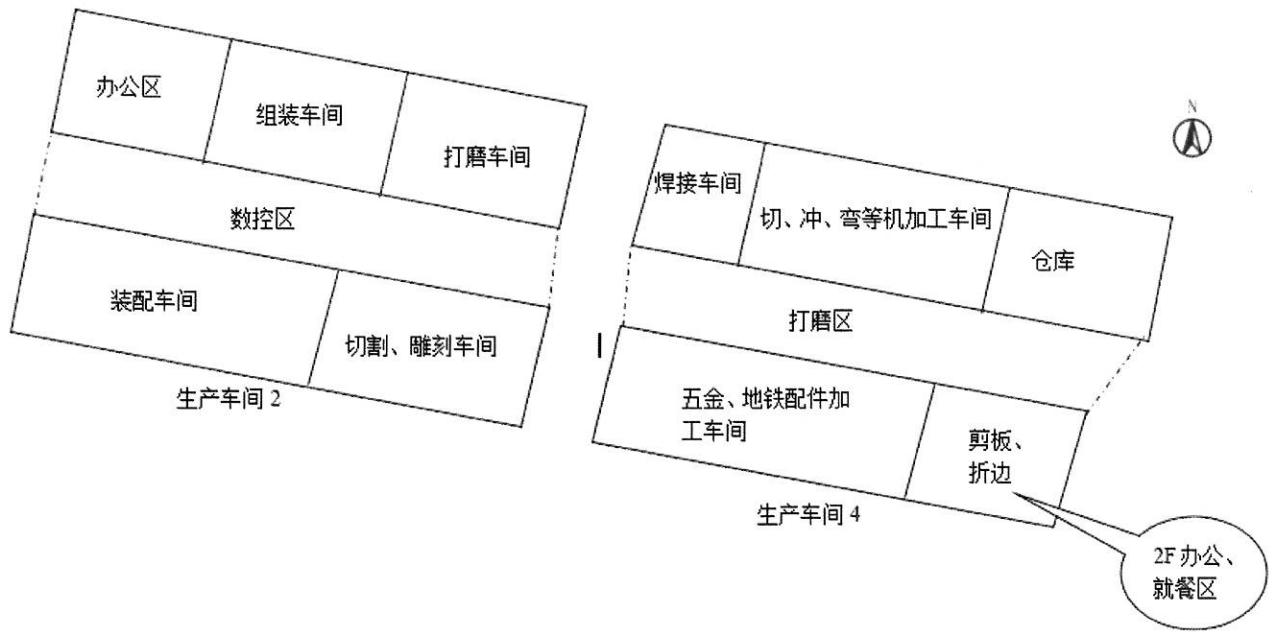 办公区
组装车间
打磨车间
数控区
装配车间
切割、雕刻车间
生产车间 2
N
焊接车间
切、冲、弯等机加工车间
仓库
打磨区
五金、地铁配件加
工车间
剪板、
折边
生产车间 4
2F 办公、
就餐区